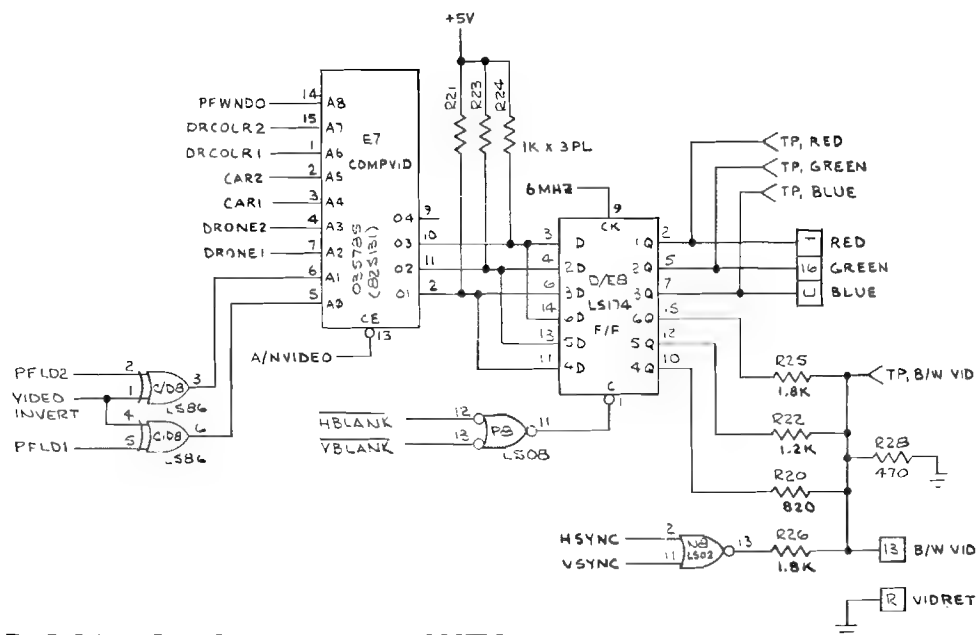 +5V
PFWNDO 14 A8
DRCOLR2 15 A7
DRCOLR1 1 A6
CAR2 2 A5
CAR1 3 A4
DRONE2 4 A3
DRONE1 7 A2
6 A1
5 A0
E7
COMPVID
035785
(82S131)
O4 9
O3 10
O2 11
O1 2
CE
13
A/NVIDEO
R21
R23
R24
1K x 3PL
6MHZ
9
CK
3 D
4 2D
6 3D
14 6D
13 5D
11 4D
D/E8
LS174
F/F
1Q 2
2Q 5
3Q 7
6Q 15
5Q 12
4Q 10
C
1
TP, RED
TP, GREEN
TP, BLUE
T RED
16 GREEN
U BLUE
PFLD2
2
VIDEO INVERT
1
C/D8
3
LS86
4
PFLD1
5
C/D8
6
LS86
HBLANK
12
VBLANK
13
P8
11
LS08
R25
1.8K
TP, B/W VID
R22
1.2K
R28
470
R20
820
HSYNC
2
VSYNC
11
N8
LS02
13
R26
1.8K
13 B/W VID
R VIDRET